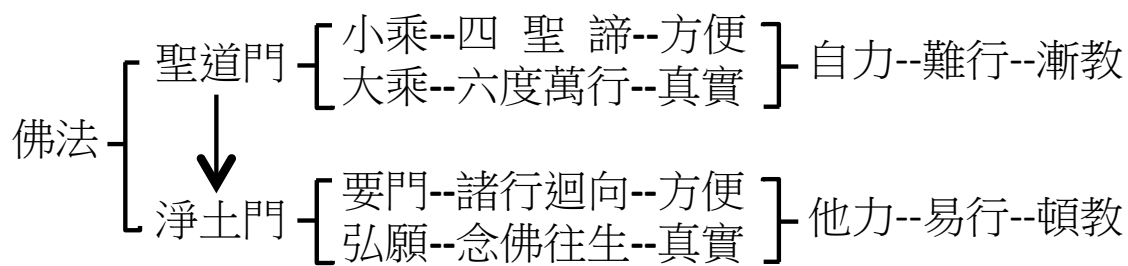 小乘--四 聖 諦--方便
聖道門
大乘--六度萬行--真實
自力--難行--漸教
佛法
要門--諸行迴向--方便
淨土門
弘願--念佛往生--真實
他力--易行--頓教